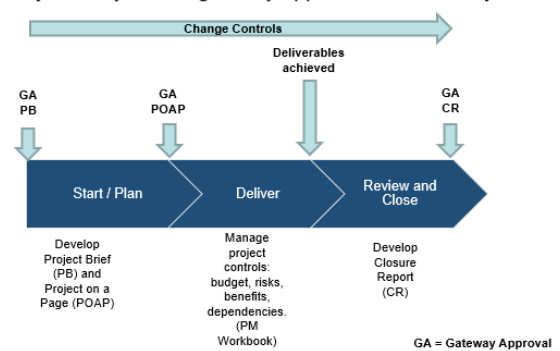 Change Controls
Deliverables
achieved
GA
PB
GA
POAP
GA
CR
Start / Plan
Deliver
Review and
Close
Develop
Project Brief
(PB) and
Project on a
Page (POAP)
Manage
project
controls:
budget, risks,
benefits,
dependencies.
(PM
Workbook)
Develop
Closure
Report
(CR)
GA = Gateway Approval